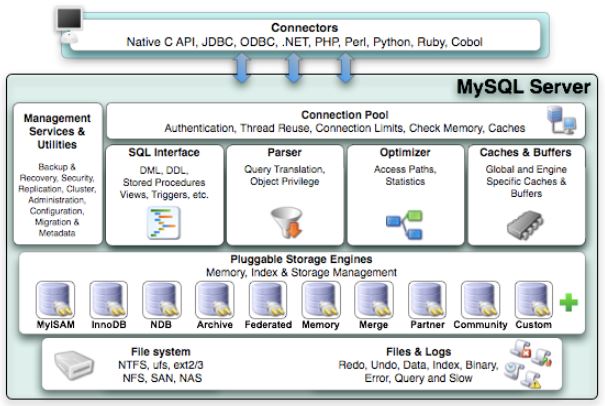 Connectors
Native C API, JDBC, ODBC, .NET, PHP, Perl, Python, Ruby, Cobol
MySQL Server
Management
Services &
Utilities
Backup &
Recovery, Security,
Replication, Cluster,
Administration,
Configuration,
Migration &
Metadata
Connection Pool
Authentication, Thread Reuse, Connection Limits, Check Memory, Caches
SQL Interface
DML, DDL,
Stored Procedures
Views, Triggers, etc.
Parser
Query Translation,
Object Privilege
Optimizer
Access Paths,
Statistics
Caches & Buffers
Global and Engine
Specific Caches &
Buffers
Pluggable Storage Engines
Memory, Index & Storage Management
MyISAM InnoDB NDB Archive Federated Memory Merge Partner Community Custom
File system
NTFS, ufs, ext2/3
NFS, SAN, NAS
Files & Logs
Redo, Undo, Data, Index, Binary,
Error, Query and Slow